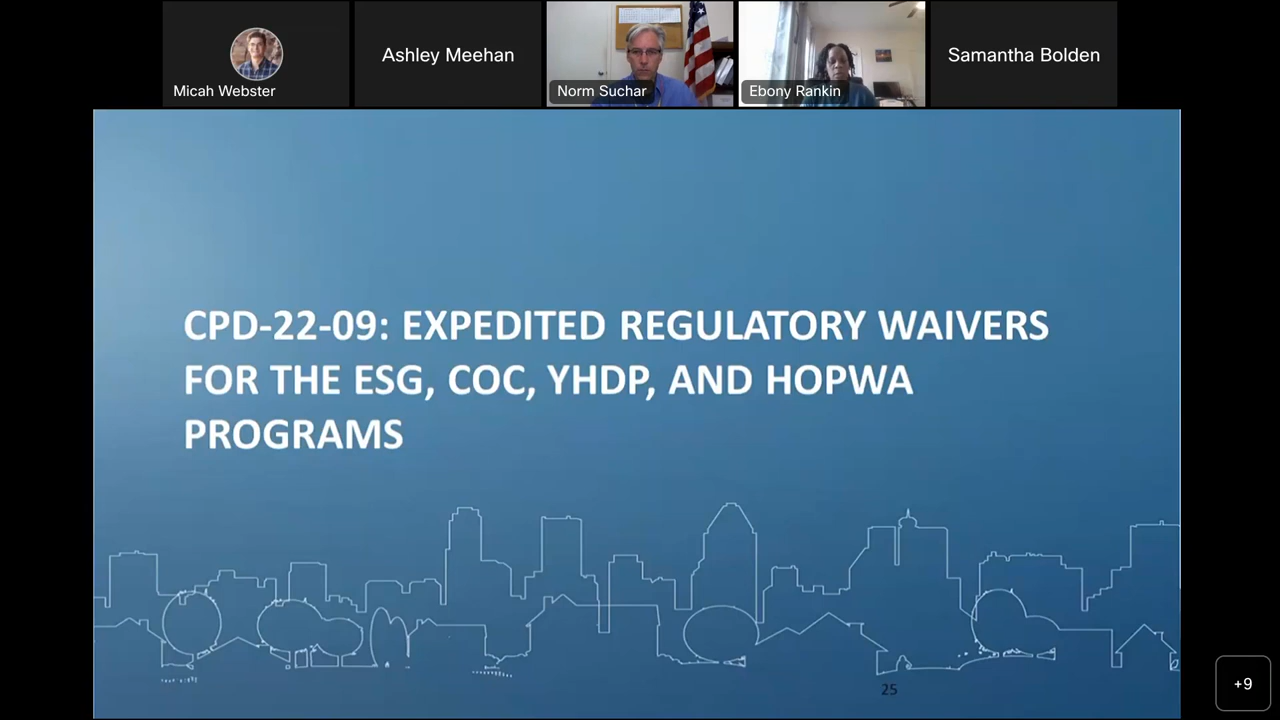 Micah Webster
Ashley Meehan
Norm Suchar
Ebony Rankin
Samantha Bolden
CPD-22-09: EXPEDITED REGULATORY WAIVERS
FOR THE ESG, COC, YHDP, AND HOPWA
PROGRAMS
25
+9